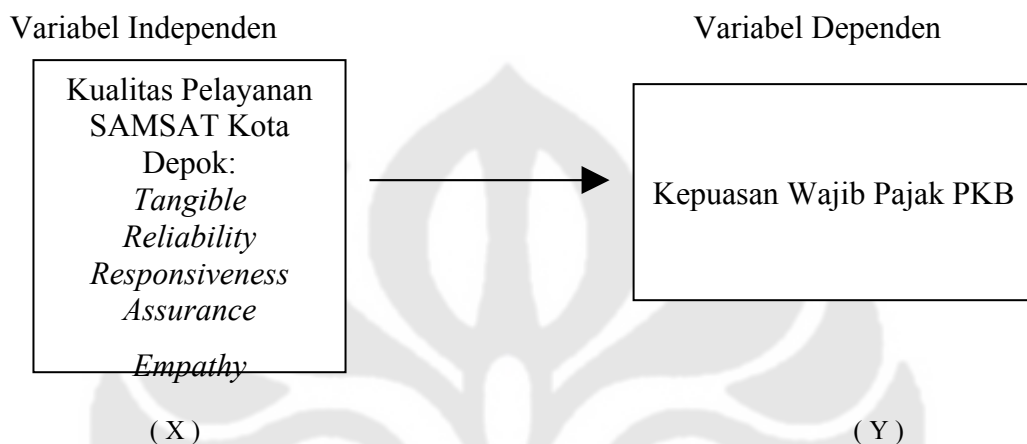 Variabel Independen
Variabel Dependen
Kualitas Pelayanan
SAMSAT Kota
Depok:
Tangible
Reliability
Responsiveness
Assurance
Empathy
Kepuasan Wajib Pajak PKB
( X )
( Y )